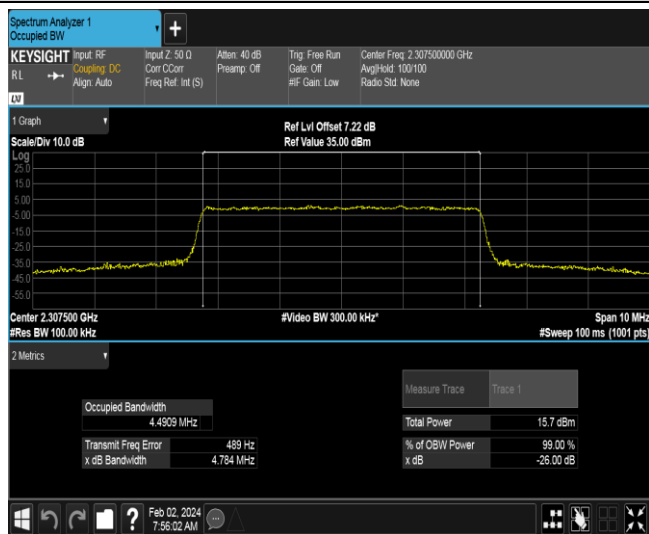 Spectrum Analyzer 1
Occupied BW
KEYSIGHT
RL
LXI
Input: RF
Coupling: DC
Align: Auto
Input Z: 50 Ω
Corr CCorr
Freq Ref: Int (S)
Atten: 40 dB
Preamp: Off
Trig: Free Run
Gate: Off
#IF Gain: Low
Center Freq: 2.307500000 GHz
Avg|Hold: 100/100
Radio Std: None
1 Graph
Scale/Div 10.0 dB
Ref Lvl Offset 7.22 dB
Ref Value 35.00 dBm
Log
25.0
15.0
5.00
-5.00
-15.0
-25.0
-35.0
-45.0
-55.0
Center 2.307500 GHz
#Res BW 100.00 kHz
#Video BW 300.00 kHz*
Span 10 MHz
#Sweep 100 ms (1001 pts)
2 Metrics
Measure Trace Trace 1
Occupied Bandwidth
4.4909 MHz
Total Power 15.7 dBm
Transmit Freq Error 489 Hz
% of OBW Power 99.00 %
x dB Bandwidth 4.784 MHz
x dB -26.00 dB
?
Feb 02, 2024
7:56:02 AM